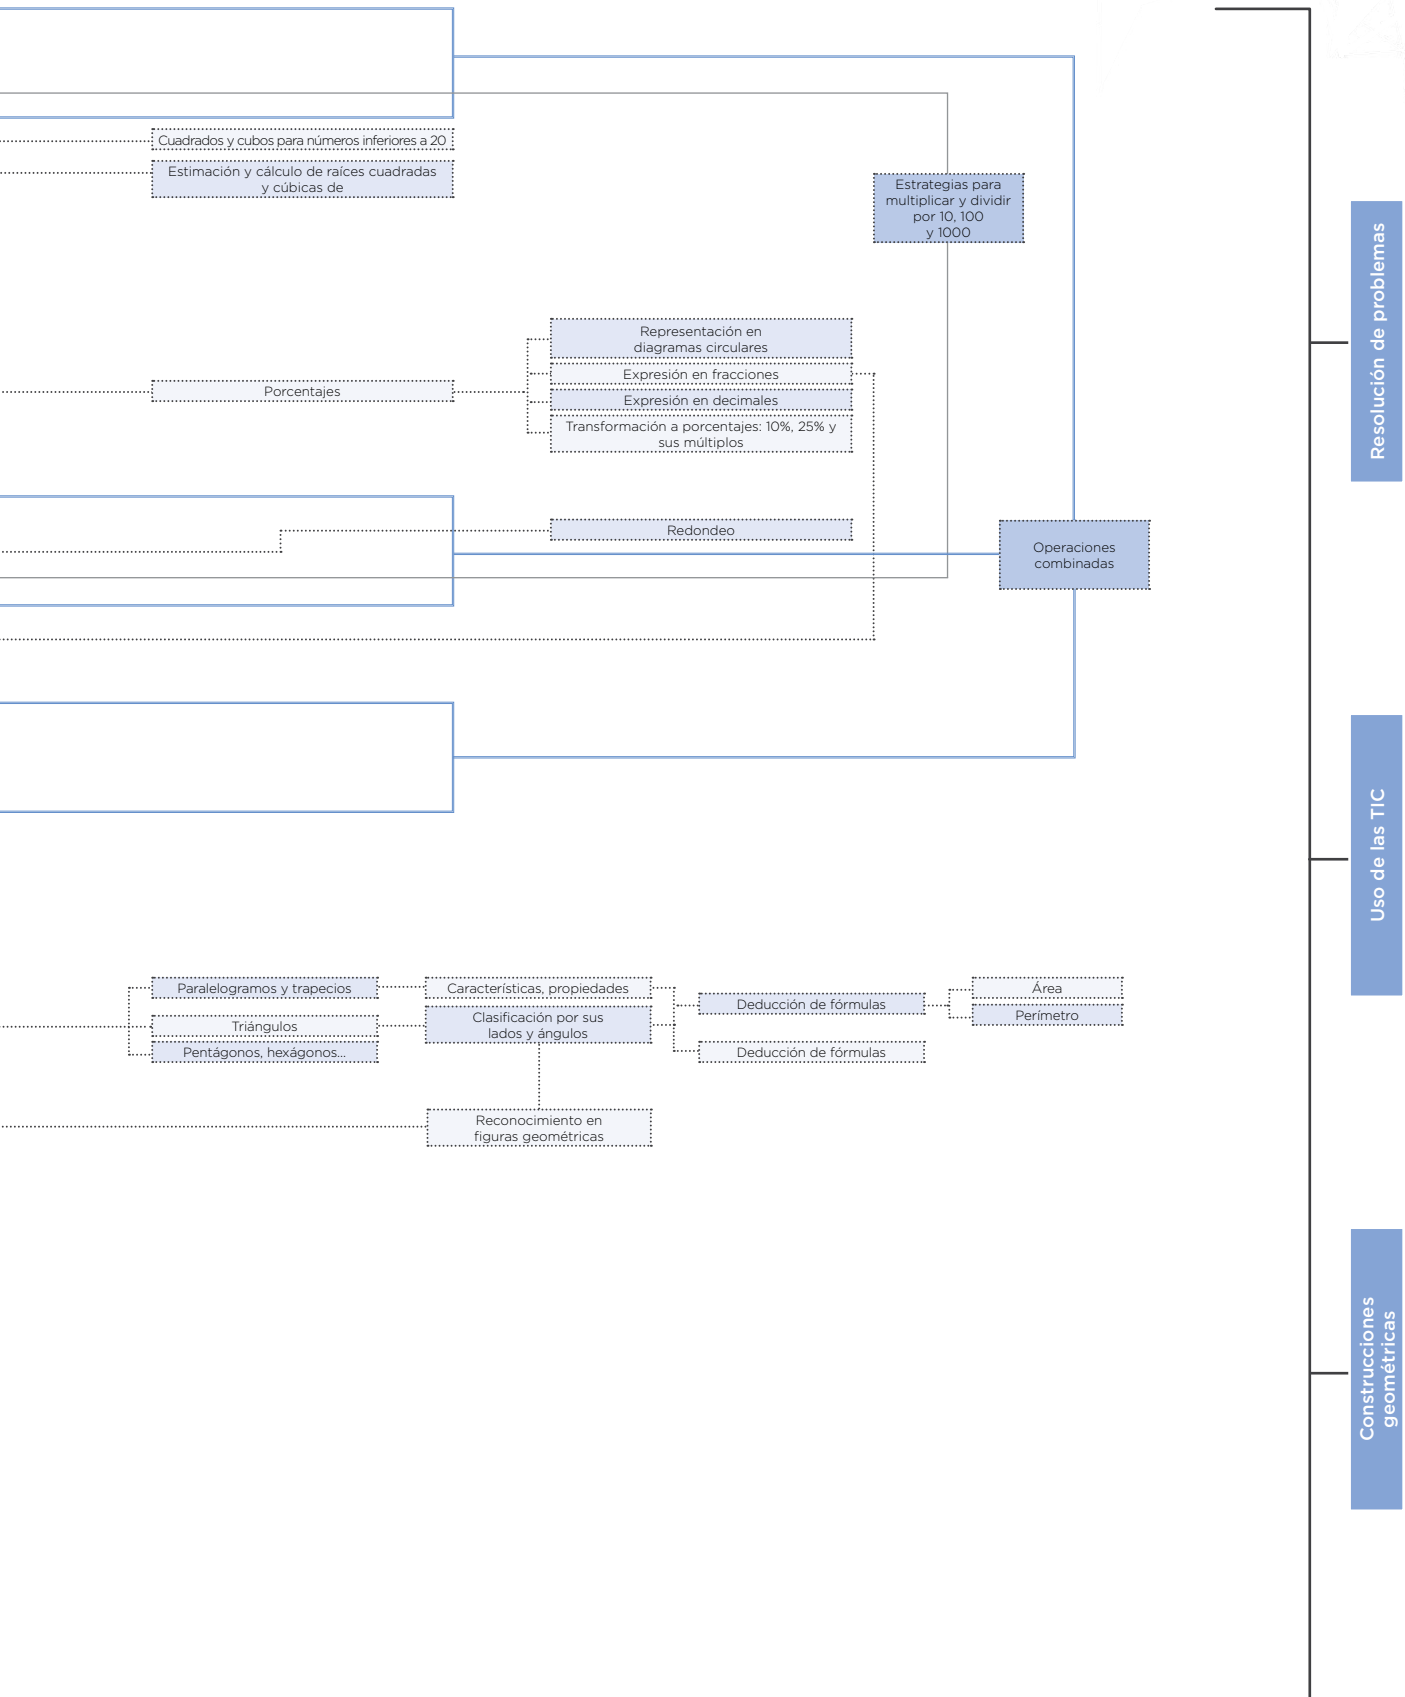 Cuadrados y cubos para números inferiores a 20
Estimación y cálculo de raíces cuadradas
y cúbicas de
Estrategias para
multiplicar y dividir
por 10, 100
y 1000
Porcentajes
Representación en
diagramas circulares
Expresión en fracciones
Expresión en decimales
Transformación a porcentajes: 10%, 25% y
sus múltiplos
Redondeo
Operaciones
combinadas
Paralelogramos y trapecios
Triángulos
Pentágonos, hexágonos...
Características, propiedades
Clasificación por sus
lados y ángulos
Reconocimiento en
figuras geométricas
Deducción de fórmulas
Deducción de fórmulas
Área
Perímetro
Resolución de problemas
Uso de las TIC
Construcciones
geométricas